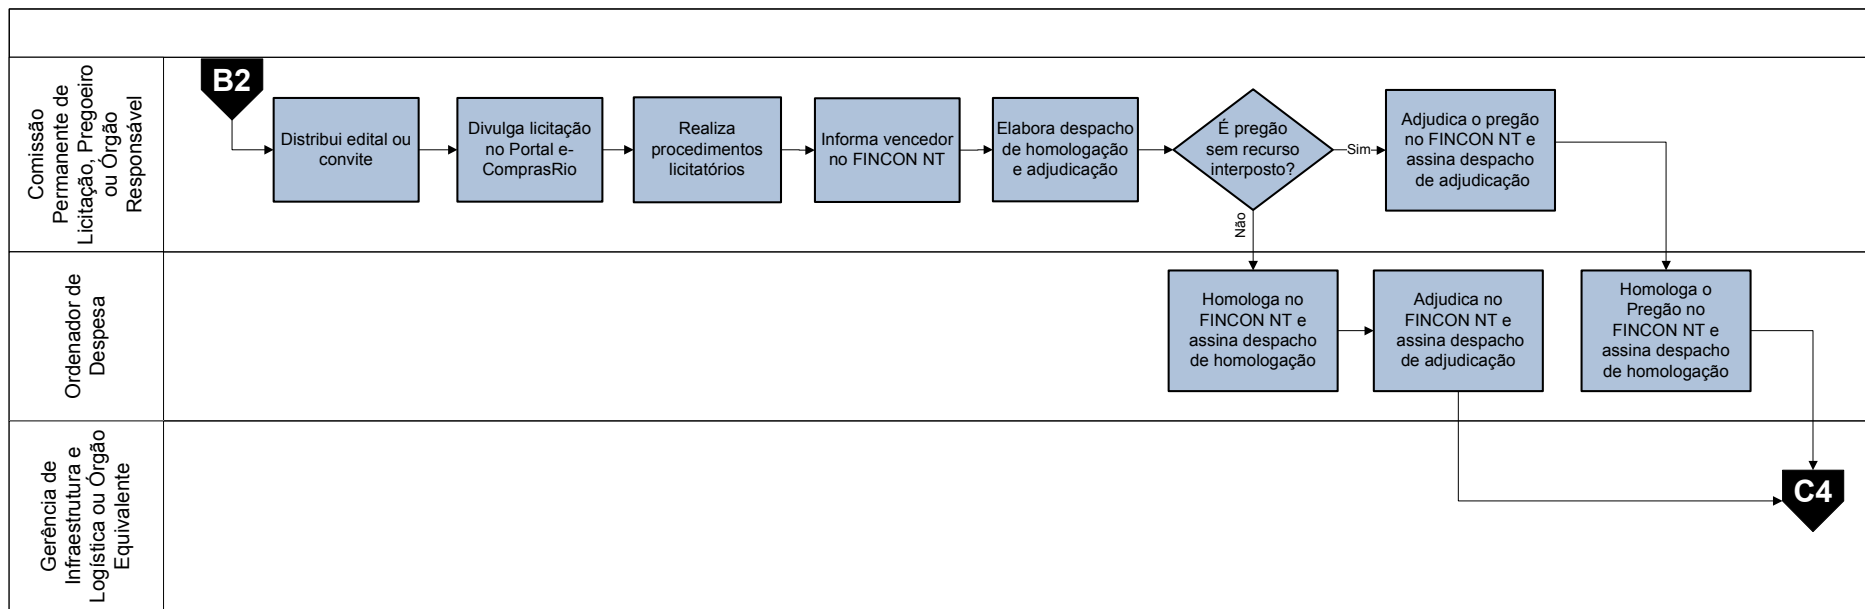 Comissão
Permanente de
Licitação, Pregoeiro
ou Órgão
Responsável
B2
Distribui edital ou
convite
Divulga licitação
no Portal e-
ComprasRio
Realiza
procedimentos
licitatórios
Informa vencedor
no FINCON NT
Elabora despacho
de homologação
e adjudicação
É pregão
sem recurso
interposto?
Sim
Adjudica o pregão
no FINCON NT e
assina despacho
de adjudicação
Não
Ordenador de
Despesa
Homologa no
FINCON NT e
assina despacho
de homologação
Adjudica no
FINCON NT e
assina despacho
de adjudicação
Homologa o
Pregão no
FINCON NT e
assina despacho
de homologação
Gerência de
Infraestrutura e
Logística ou Órgão
Equivalente
C4